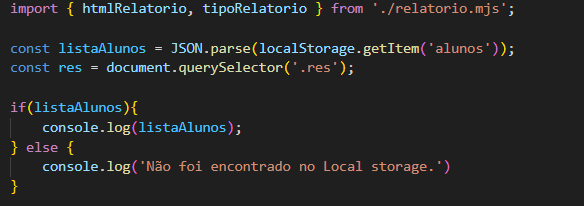 import { htmlRelatorio, tipoRelatorio } from './relatorio.mjs';
const listaAlunos = JSON.parse(localStorage.getItem('alunos'));
const res = document.querySelector('.res');
if(listaAlunos){
console.log(listaAlunos);
} else {
console.log('Não foi encontrado no Local storage.')
}